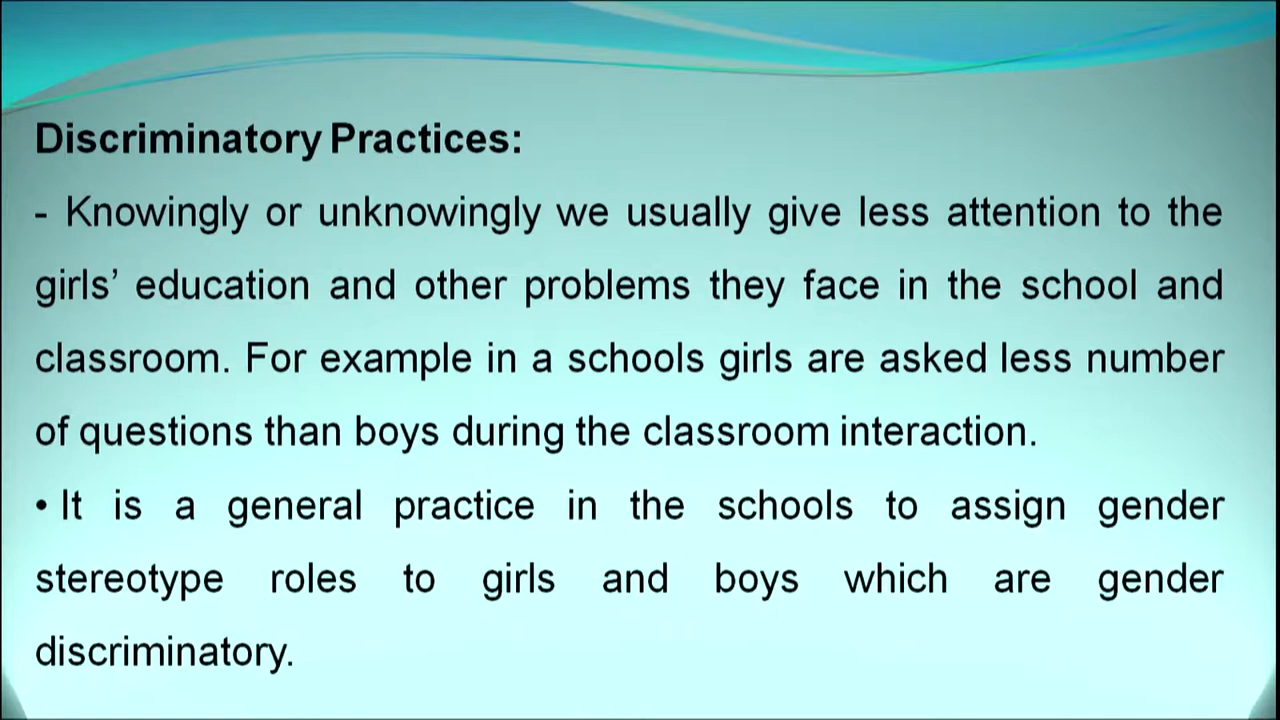 Discriminatory Practices:
- Knowingly or unknowingly we usually give less attention to the
girls’ education and other problems they face in the school and
classroom. For example in a schools girls are asked less number
of questions than boys during the classroom interaction.
• It is a general practice in the schools to assign gender
stereotype roles to girls and boys which are gender
discriminatory.